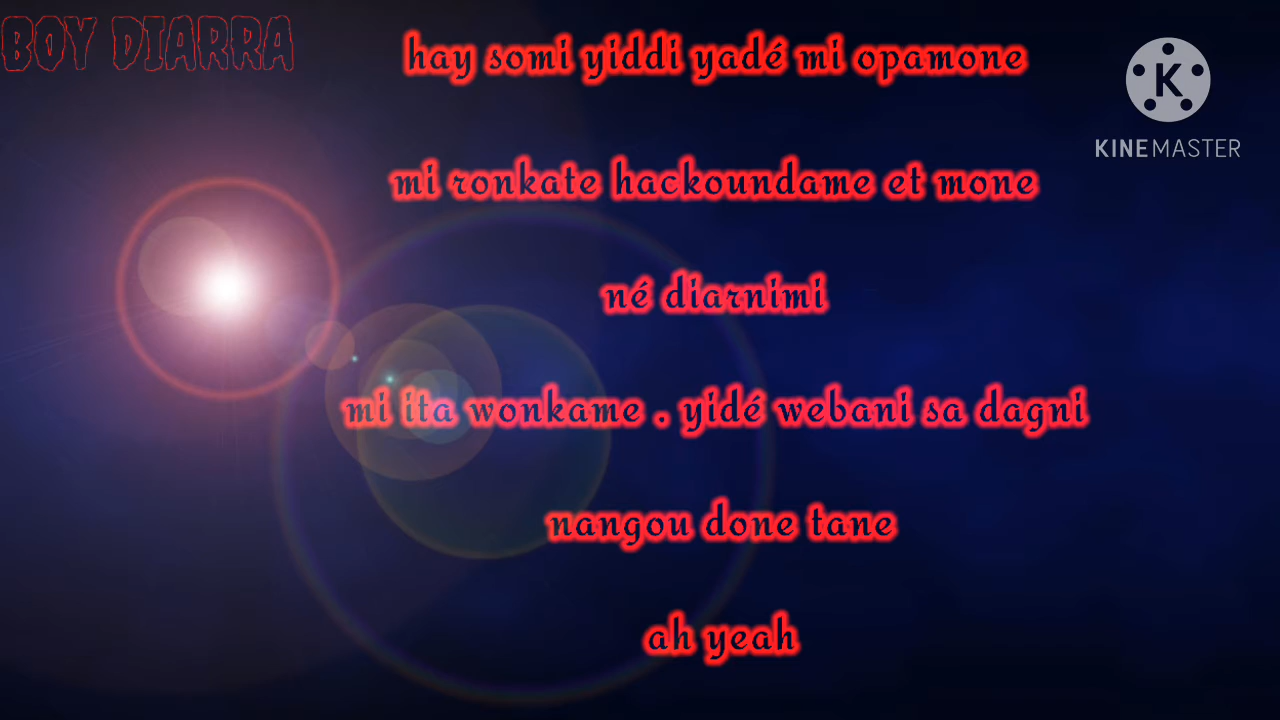 BOY DIARRA
hay somi yiddi yadé mi opamone
K
KINEMASTER
mi ronkate hackoundame et mone
né diarnimi
mi ita wonkame . yidé webani sa dagni
nangou done tane
ah yeah